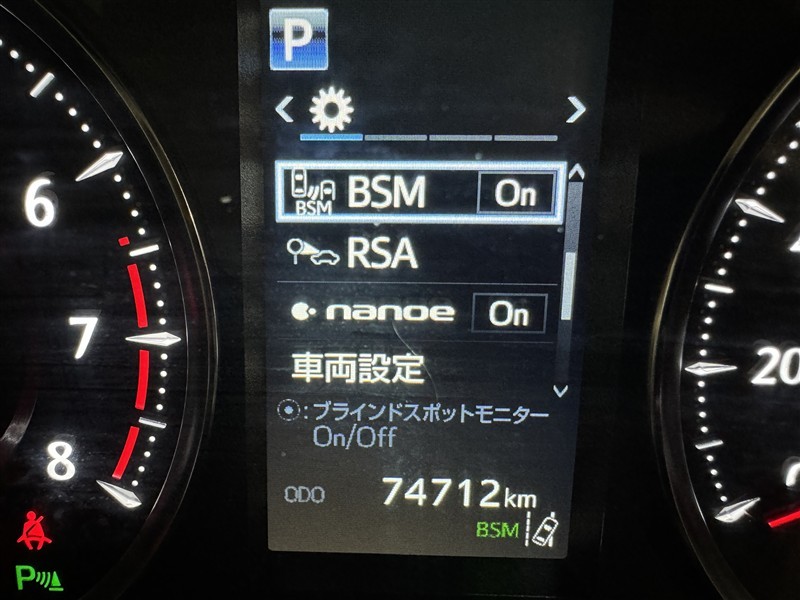 P
BSM
BSM On
RSA
nanoe On
車両設定
：ブラインドスポットモニター
On/Off
ODO 74712km
BSM
6
7
8
P
20